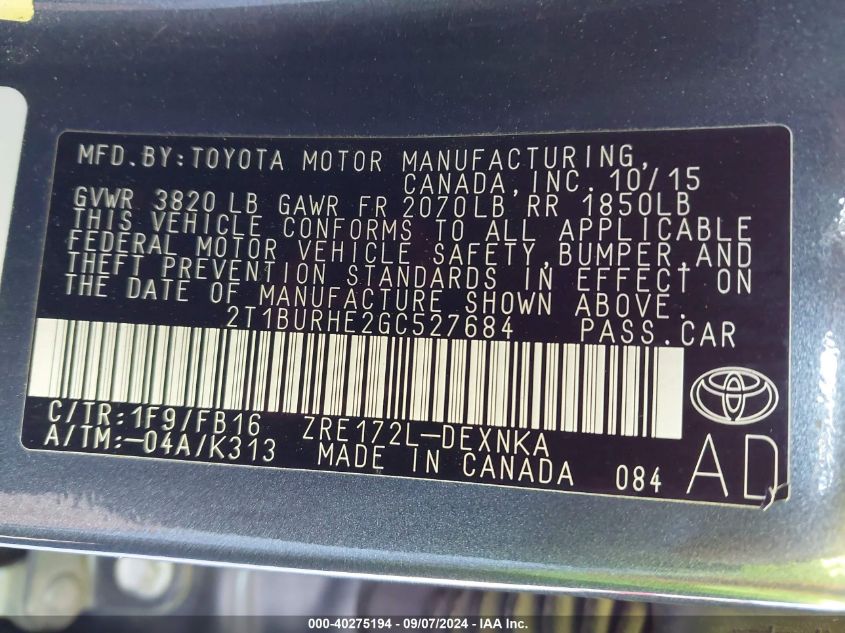 MFD.BY:TOYOTA MOTOR MANUFACTURING,
CANADA,INC. 10/15
GVWR 3820 LB GAWR FR 2070LB RR 1850LB
THIS VEHICLE CONFORMS TO ALL APPLICABLE
FEDERAL MOTOR VEHICLE SAFETY,BUMPER,AND
THEFT PREVENTION STANDARDS IN EFFECT ON
THE DATE OF MANUFACTURE SHOWN ABOVE.
2T1BURHE2GC527684 PASS.CAR
C/TR:1F9/FB16 ZRE172L-DEXNKA
A/TM:-04A/K313 MADE IN CANADA 084
AD
000-40275194 - 09/07/2024 - IAA Inc.